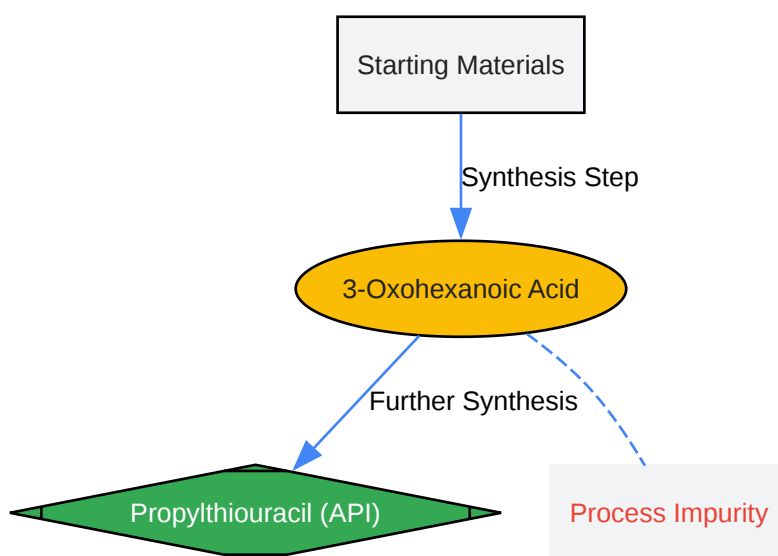 Starting Materials
Synthesis Step
3-Oxohexanoic Acid
Further Synthesis
Propylthiouracil (API)
Process Impurity